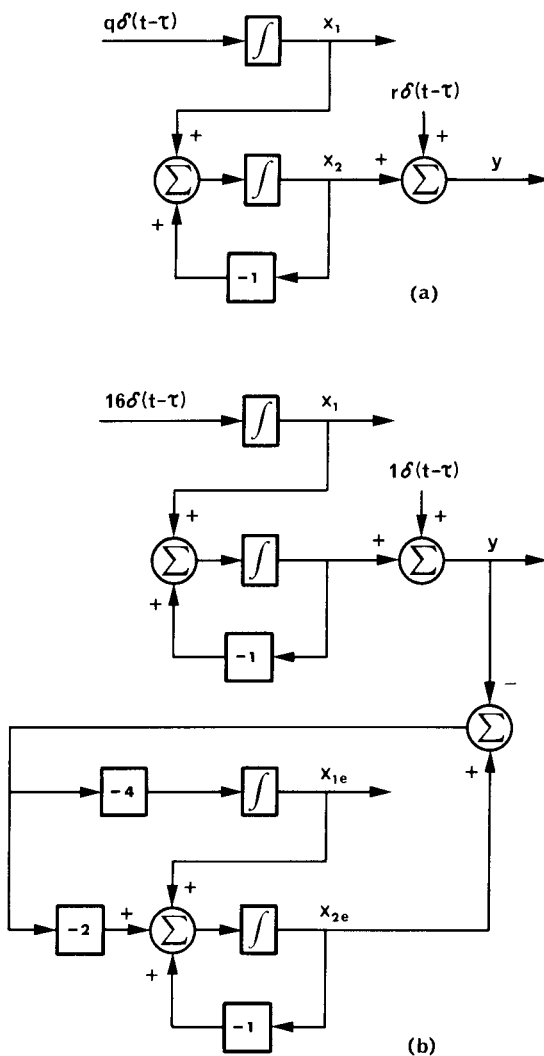 qδ(t-τ) ∫ x₁
rδ(t-τ)
+ +
Σ ∫ x₂ + Σ y
+
-1
(a)
16δ(t-τ) ∫ x₁
1δ(t-τ)
+ +
Σ ∫ + Σ y
+
-1
−
Σ
+
-4 ∫ x₁ₑ
+
-2 + Σ ∫ x₂ₑ
+
-1
(b)